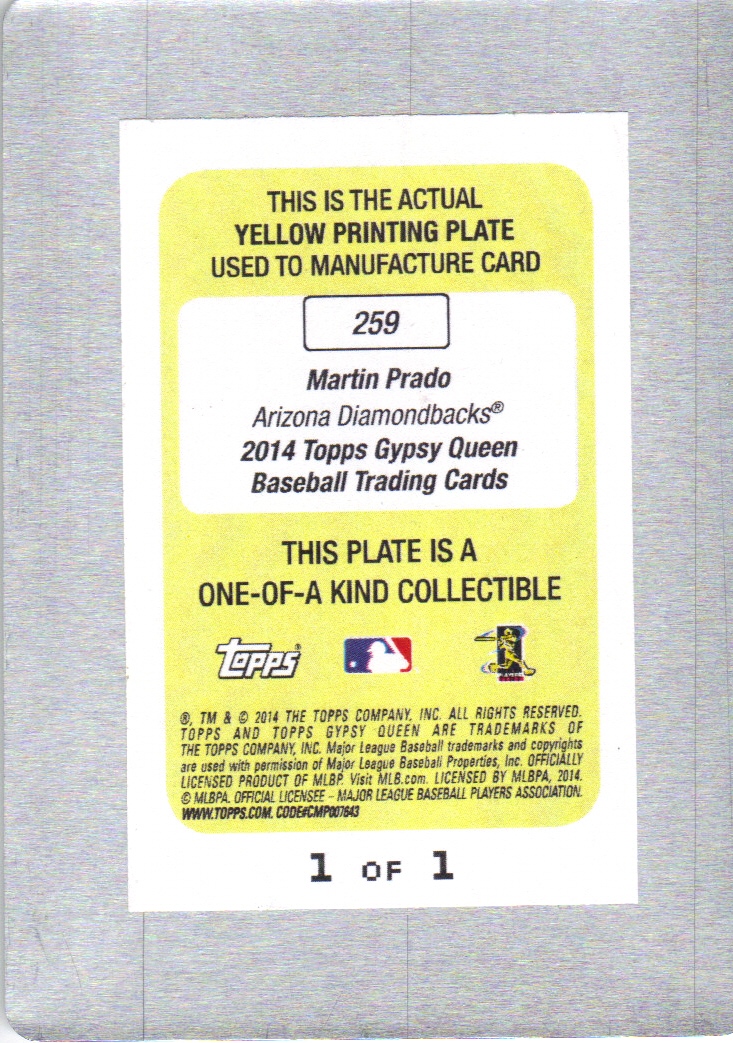 THIS IS THE ACTUAL
YELLOW PRINTING PLATE
USED TO MANUFACTURE CARD
259
Martin Prado
Arizona Diamondbacks®
2014 Topps Gypsy Queen
Baseball Trading Cards
THIS PLATE IS A
ONE-OF-A KIND COLLECTIBLE
topps®
PLAYERS
®, TM & © 2014 THE TOPPS COMPANY, INC. ALL RIGHTS RESERVED.
TOPPS AND TOPPS GYPSY QUEEN ARE TRADEMARKS OF
THE TOPPS COMPANY, INC. Major League Baseball trademarks and copyrights
are used with permission of Major League Baseball Properties, Inc. OFFICIALLY
LICENSED PRODUCT OF MLBP. Visit MLB.com. LICENSED BY MLBPA, 2014.
© MLBPA. OFFICIAL LICENSEE – MAJOR LEAGUE BASEBALL PLAYERS ASSOCIATION.
WWW.TOPPS.COM. CODE#CMP007643
1 OF 1